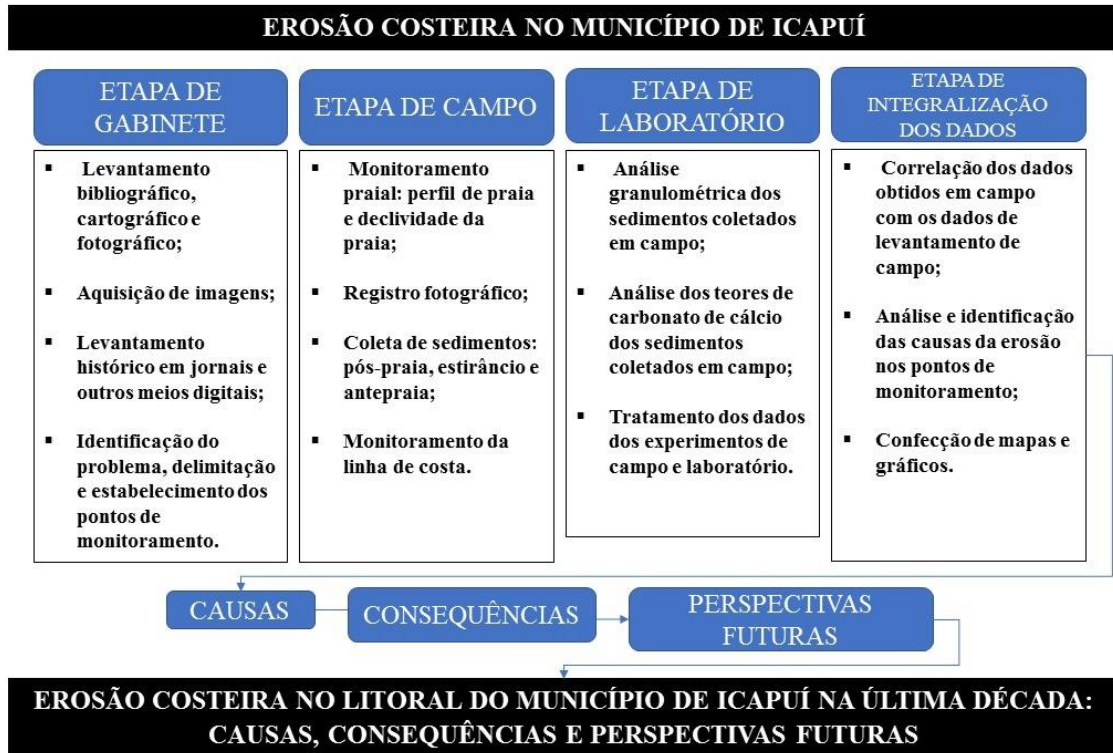 EROSÃO COSTEIRA NO MUNICÍPIO DE ICAPUÍ
ETAPA DE
GABINETE
▪ Levantamento
bibliográfico,
cartográfico e
fotográfico;
▪ Aquisição de imagens;
▪ Levantamento
histórico em jornais e
outros meios digitais;
▪ Identificação do
problema, delimitação
e estabelecimento dos
pontos de
monitoramento.
ETAPA DE CAMPO
▪ Monitoramento
praial: perfil de praia
e declividade da
praia;
▪ Registro fotográfico;
▪ Coleta de sedimentos:
pós-praia, estirâncio e
antepraia;
▪ Monitoramento da
linha de costa.
ETAPA DE
LABORATÓRIO
▪ Análise
granulométrica dos
sedimentos coletados
em campo;
▪ Análise dos teores de
carbonato de cálcio
dos sedimentos
coletados em campo;
▪ Tratamento dos dados
dos experimentos de
campo e laboratório.
ETAPA DE
INTEGRALIZAÇÃO
DOS DADOS
▪ Correlação dos dados
obtidos em campo
com os dados de
levantamento de
campo;
▪ Análise e identificação
das causas da erosão
nos pontos de
monitoramento;
▪ Confecção de mapas e
gráficos.
CAUSAS
CONSEQUÊNCIAS
PERSPECTIVAS
FUTURAS
EROSÃO COSTEIRA NO LITORAL DO MUNICÍPIO DE ICAPUÍ NA ÚLTIMA DÉCADA:
CAUSAS, CONSEQUÊNCIAS E PERSPECTIVAS FUTURAS